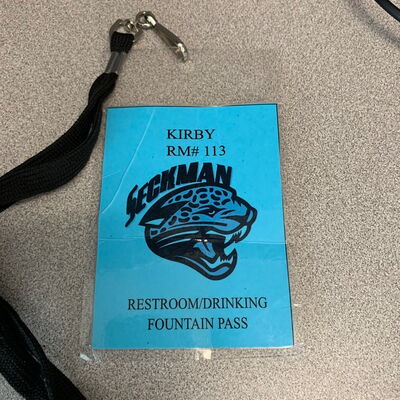 KIRBY
RM# 113
SECKMAN
RESTROOM/DRINKING
FOUNTAIN PASS